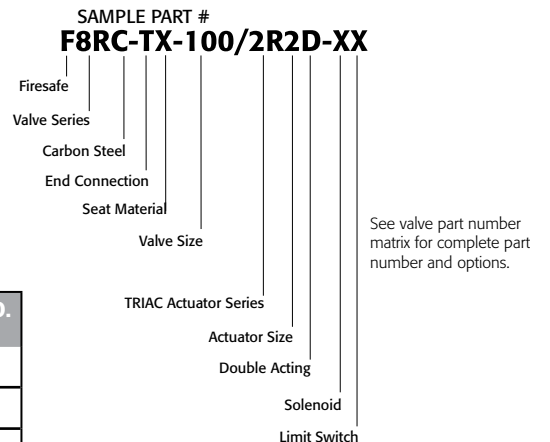 SAMPLE PART #
F8RC-TX-100/2R2D-XX
Firesafe
Valve Series
Carbon Steel
End Connection
Seat Material
Valve Size
See valve part number
matrix for complete part
number and options.
TRIAC Actuator Series
Actuator Size
Double Acting
Solenoid
Limit Switch